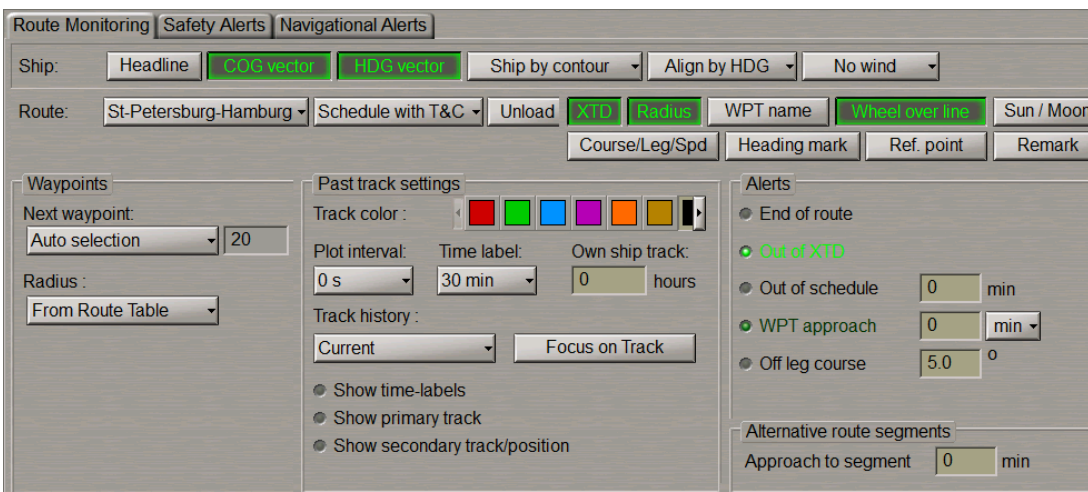 Route Monitoring Safety Alerts Navigational Alerts
Ship: Headline COG vector HDG vector Ship by contour Align by HDG No wind
Route: St-Petersburg-Hamburg Schedule with T&C Unload XTD Radius WPT name Wheel over line Sun / Moon
Course/Leg/Spd Heading mark Ref. point Remark
Waypoints
Next waypoint:
Auto selection 20
Radius :
From Route Table
Past track settings
Track color :
Plot interval: Time label: Own ship track:
0 s 30 min 0 hours
Track history :
Current Focus on Track
Show time-labels
Show primary track
Show secondary track/position
Alerts
End of route
Out of XTD
Out of schedule 0 min
WPT approach 0 min
Off leg course 5.0 °
Alternative route segments
Approach to segment 0 min